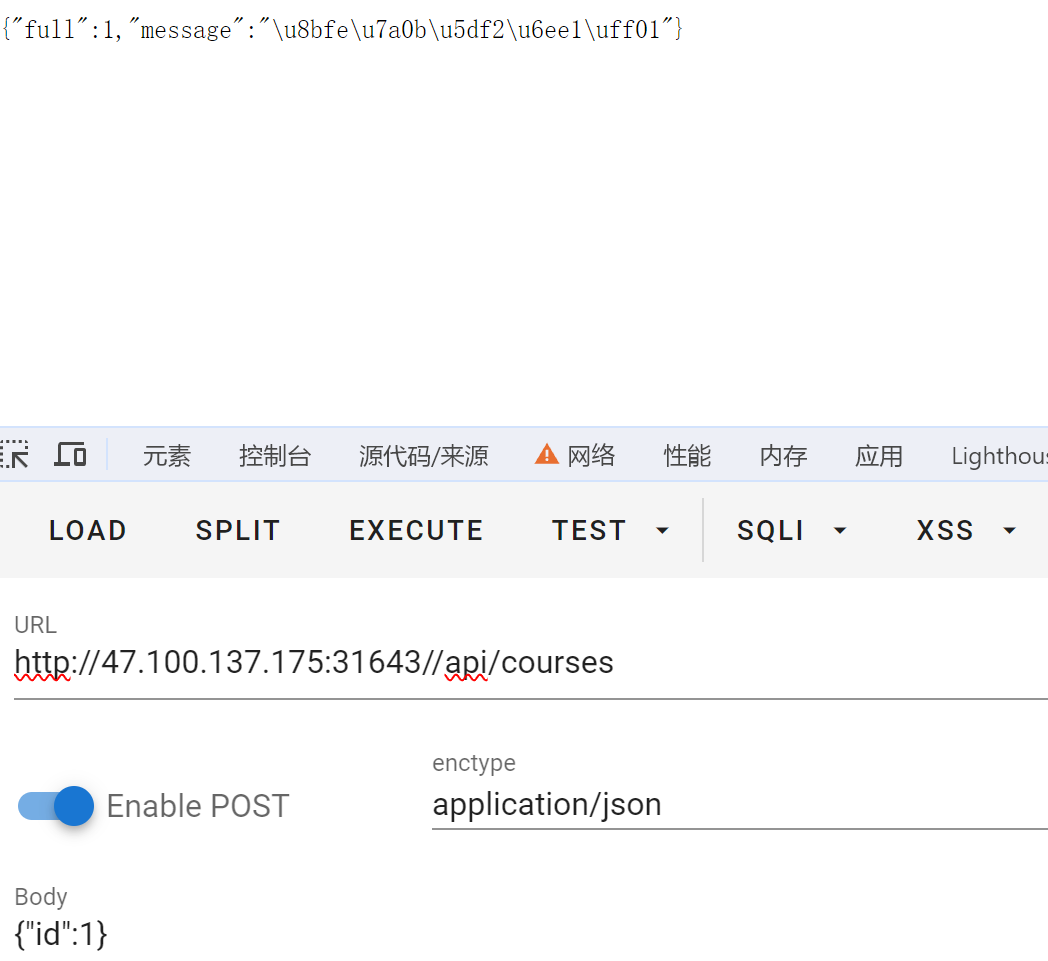 {"full":1,"message":"\u8bfe\u7a0b\u5df2\u6ee1\uff01"}
元素 控制台 源代码/来源 网络 性能 内存 应用 Lighthous
LOAD SPLIT EXECUTE TEST SQLI XSS
URL
http://47.100.137.175:31643//api/courses
enctype
Enable POST application/json
Body
{"id":1}